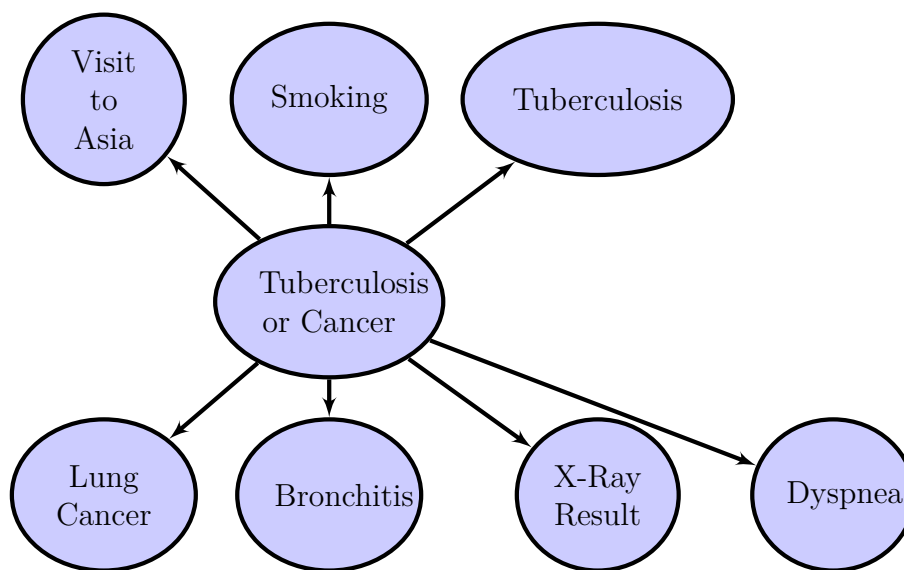 Visit
to
Asia
Smoking
Tuberculosis
Tuberculosis
or Cancer
Lung
Cancer
Bronchitis
X-Ray
Result
Dyspnea